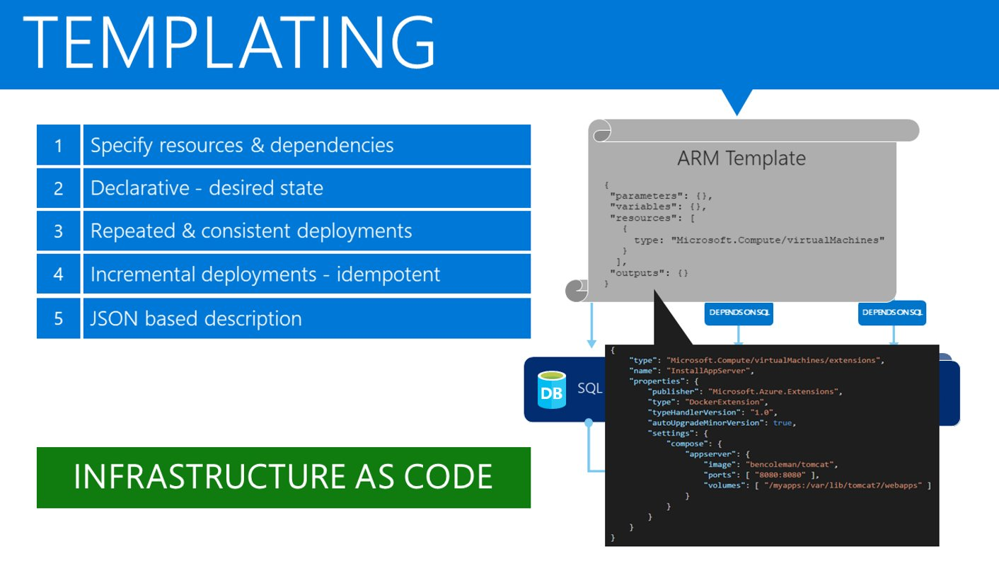 TEMPLATING
1 Specify resources & dependencies
2 Declarative - desired state
3 Repeated & consistent deployments
4 Incremental deployments - idempotent
5 JSON based description
INFRASTRUCTURE AS CODE
ARM Template
{
"parameters": {},
"variables": {},
"resources": [
{
type: "Microsoft.Compute/virtualMachines"
}
],
"outputs": {}
}
DEPENDS ON SQL
DEPENDS ON SQL
DB
SQL
{
"type": "Microsoft.Compute/virtualMachines/extensions",
"name": "InstallAppServer",
"properties": {
"publisher": "Microsoft.Azure.Extensions",
"type": "DockerExtension",
"typeHandlerVersion": "1.0",
"autoUpgradeMinorVersion": true,
"settings": {
"compose": {
"appserver": {
"image": "bencoleman/tomcat",
"ports": [ "8080:8080" ],
"volumes": [ "/myapps:/var/lib/tomcat7/webapps" ]
}
}
}
}
}